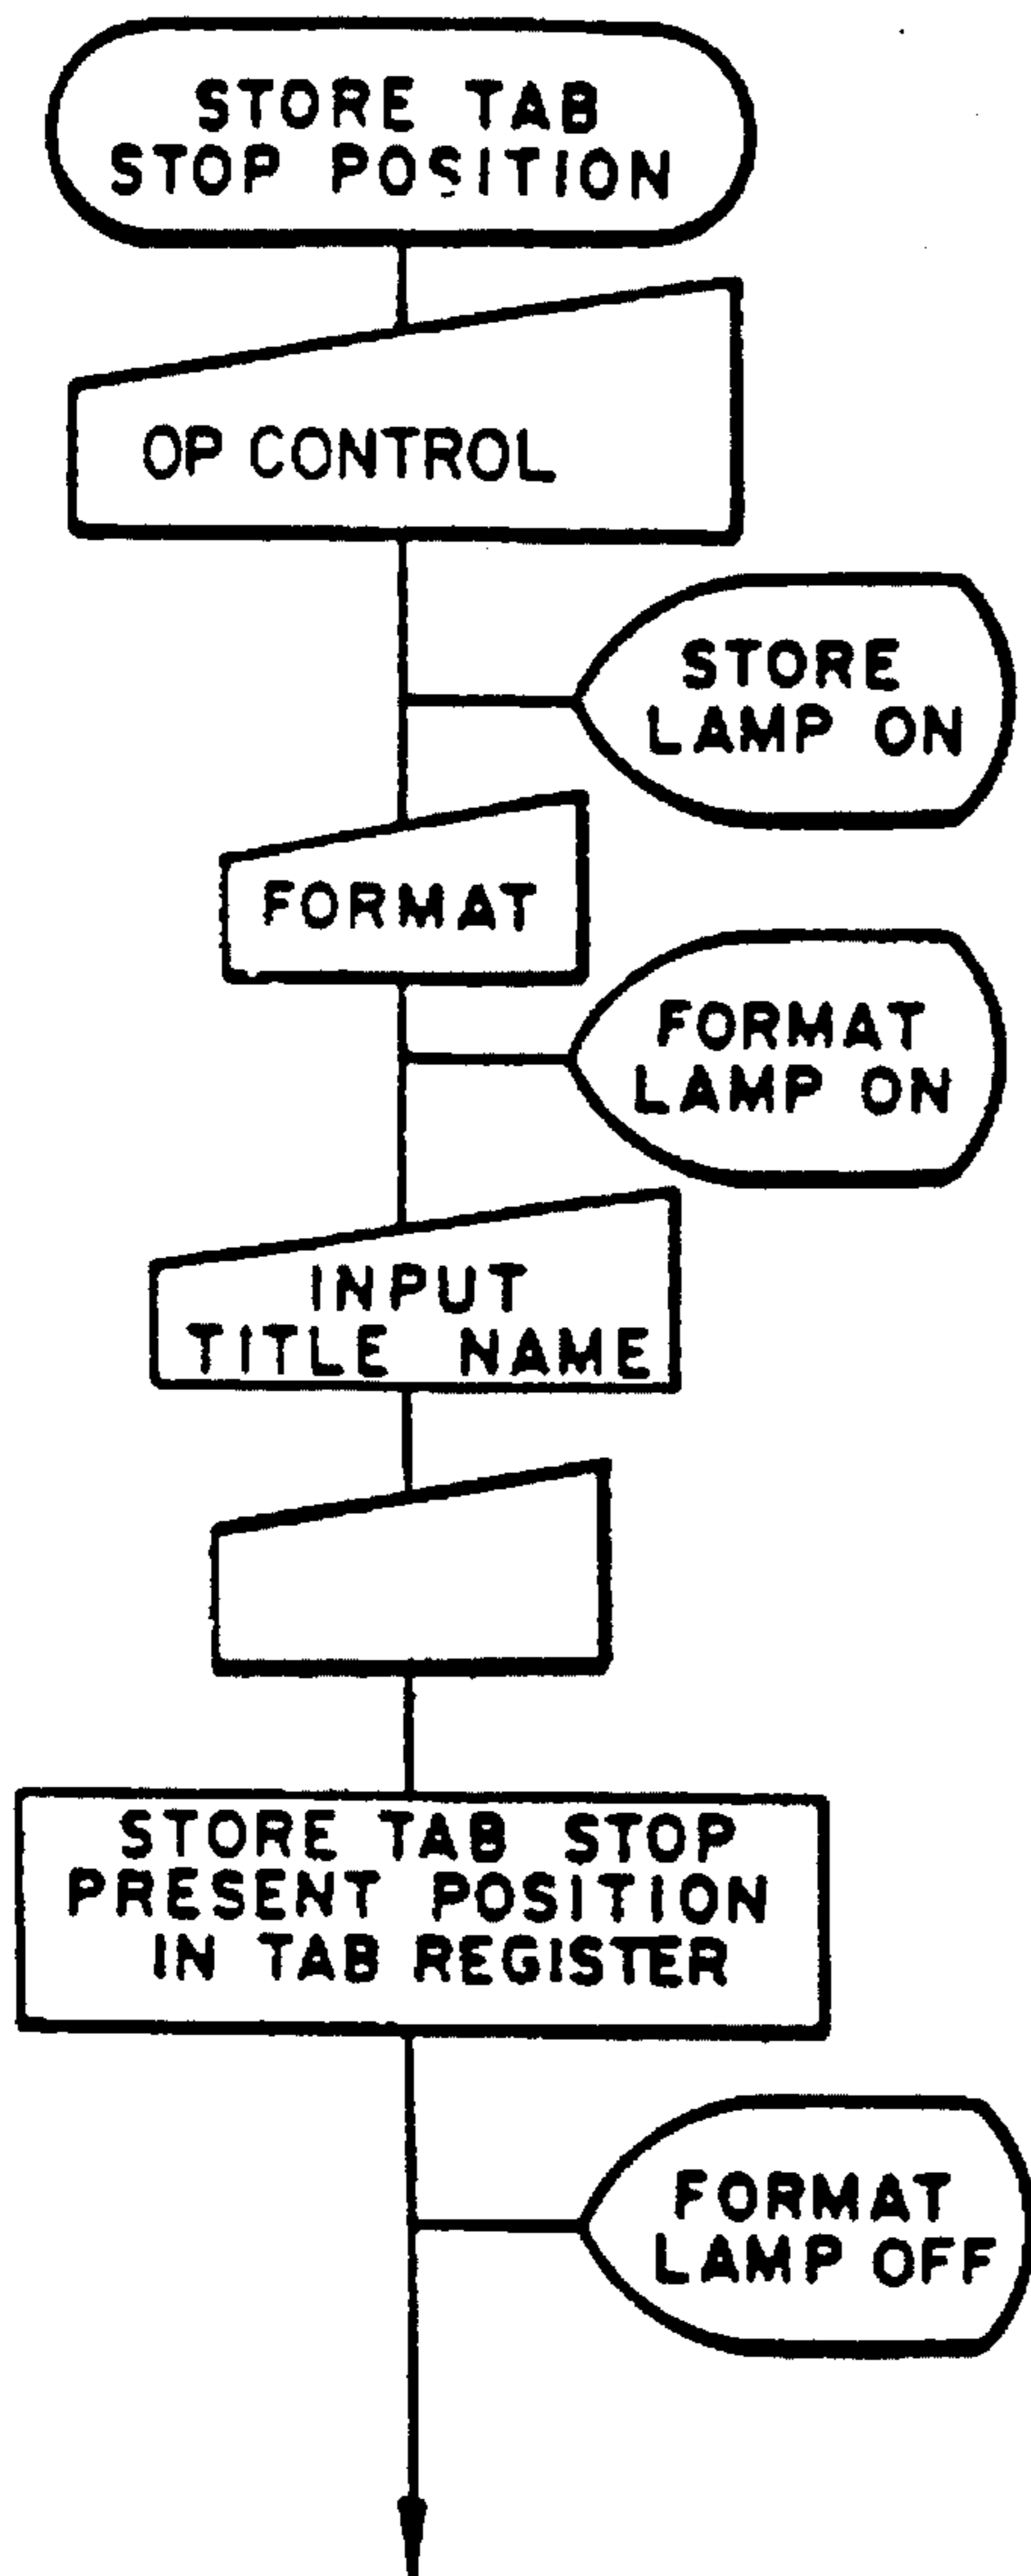 STORE TAB
STOP POSITION
OP CONTROL
STORE
LAMP ON
FORMAT
FORMAT
LAMP ON
INPUT
TITLE NAME
STORE TAB STOP
PRESENT POSITION
IN TAB REGISTER
FORMAT
LAMP OFF